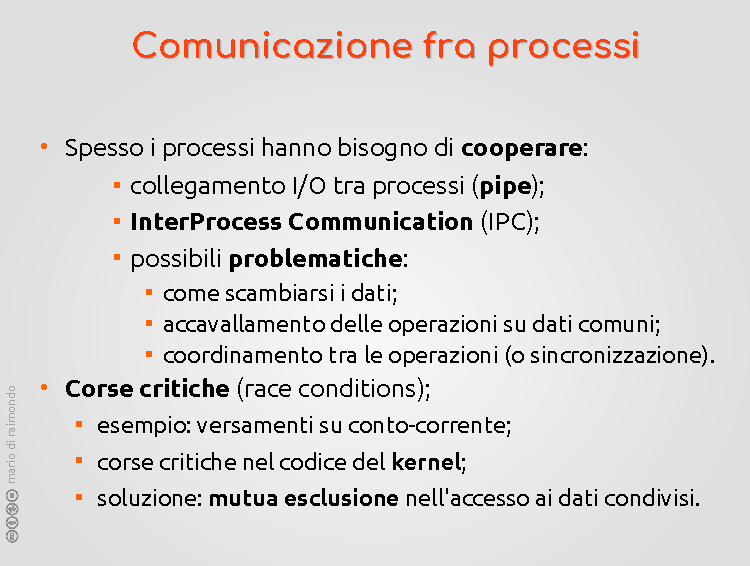 Comunicazione fra processi
• Spesso i processi hanno bisogno di cooperare:
▪ collegamento I/O tra processi (pipe);
▪ InterProcess Communication (IPC);
▪ possibili problematiche:
▪ come scambiarsi i dati;
▪ accavallamento delle operazioni su dati comuni;
▪ coordinamento tra le operazioni (o sincronizzazione).
• Corse critiche (race conditions);
▪ esempio: versamenti su conto-corrente;
▪ corse critiche nel codice del kernel;
▪ soluzione: mutua esclusione nell'accesso ai dati condivisi.
mario di raimondo